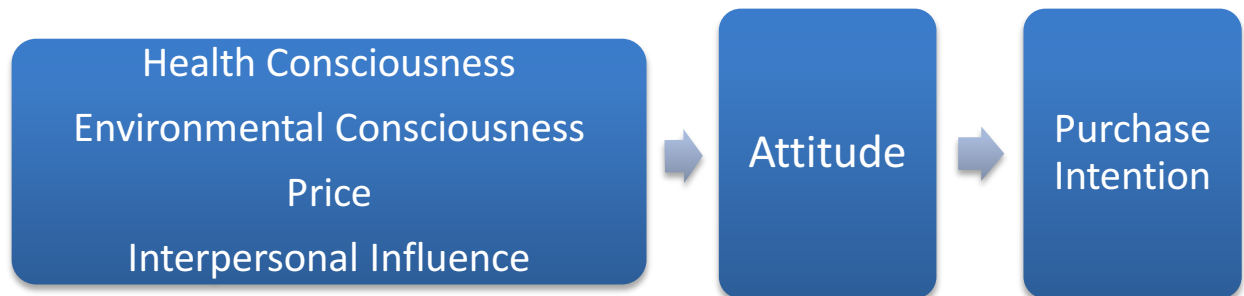 Health Consciousness
Environmental Consciousness
Price
Interpersonal Influence
Attitude
Purchase
Intention